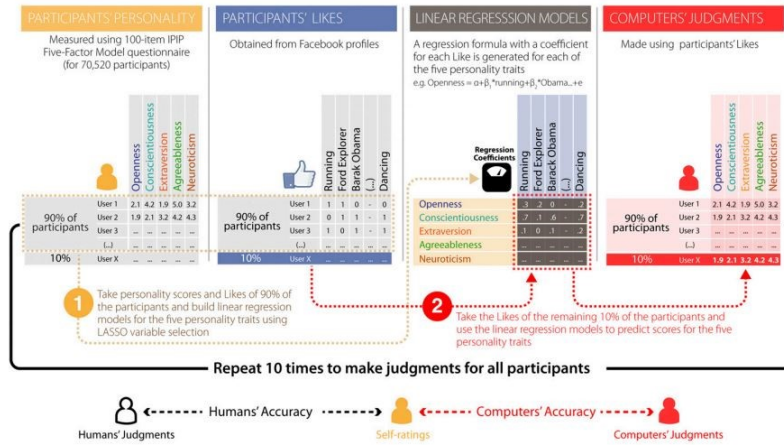 PARTICIPANTS' PERSONALITY
Measured using 100-item IPIP
Five-Factor Model questionnaire
(for 70,520 participants)
Openness
Conscientiousness
Extraversion
Agreeableness
Neuroticism
User 1 2.1 4.2 1.9 5.0 3.2
User 2 1.9 2.1 3.2 4.2 4.3
User 3 ... ... ... ... ...
(...) ... ... ... ... ...
90% of
participants
10% User X ... ... ... ... ...
PARTICIPANTS' LIKES
Obtained from Facebook profiles
Running
Ford Explorer
Barak Obama
(...)
Dancing
User 1 1 1 0 - 0
User 2 0 1 1 - 1
User 3 1 0 1 - 1
(...) ... ... ... ... ...
90% of
participants
10% User X ... ... ... ... ...
LINEAR REGRESSSION MODELS
A regression formula with a coefficient
for each Like is generated for each of
the five personality traits
e.g. Openness = α+β1*running+β2*Obama...+e
Regression
Coefficients
Running
Ford Explorer
Barak Obama
(...)
Dancing
Openness .3 .2 0 - .2
Conscientiousness .7 .1 .6 - .7
Extraversion .1 0 .1 - .2
Agreeableness ... ... ... ... ...
Neuroticism ... ... ... ... ...
COMPUTERS' JUDGMENTS
Made using participants' Likes
Openness
Conscientiousness
Extraversion
Agreeableness
Neuroticism
User 1 2.1 4.2 1.9 5.0 3.2
User 2 1.9 2.1 3.2 4.2 4.3
User 3 ... ... ... ... ...
(...) ... ... ... ... ...
90% of
participants
10% User X 1.9 2.1 3.2 4.2 4.3
1
Take personality scores and Likes of 90% of
the participants and build linear regression
models for the five personality traits using
LASSO variable selection
2
Take the Likes of the remaining 10% of the participants and
use the linear regression models to predict scores for the five
personality traits
Repeat 10 times to make judgments for all participants
Humans' Accuracy
Computers' Accuracy
Humans' Judgments
Self-ratings
Computers' Judgments